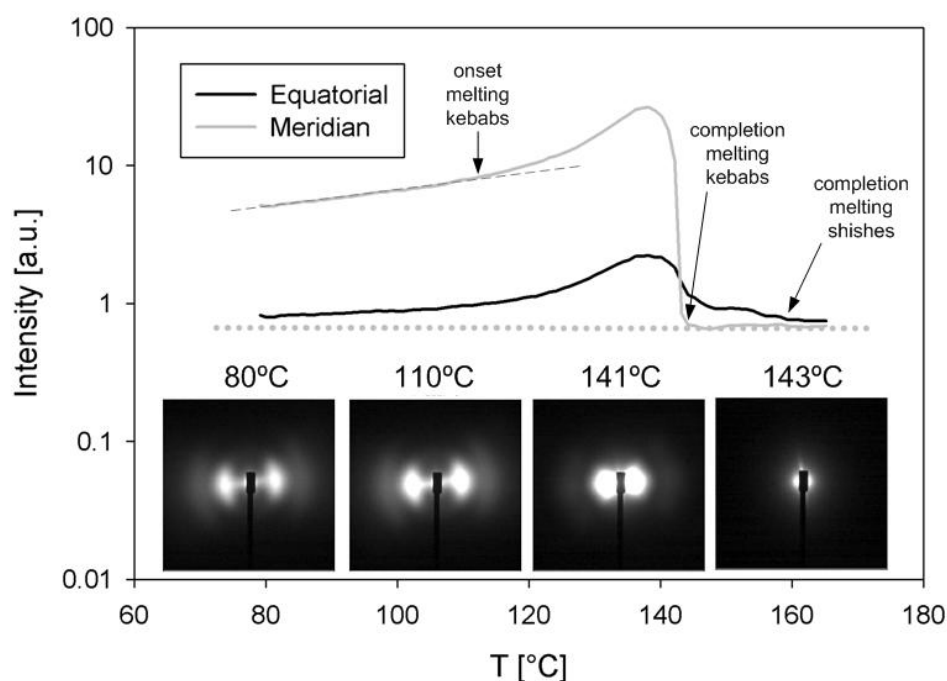 100
10
1
0.1
0.01
Intensity [a.u.]
Equatorial
Meridian
onset
melting
kebabs
completion
melting
kebabs
completion
melting
shishes
80ºC
110ºC
141ºC
143ºC
60
80
100
120
140
160
180
T [°C]